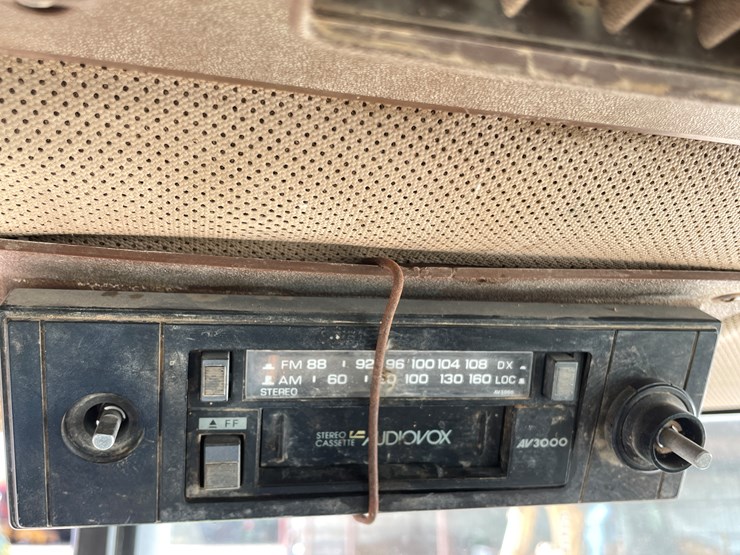 FM 88 92 96 100 104 108 DX
AM 60 100 130 160 LOC
STEREO
▲ FF
STEREO CASSETTE AUDIOVOX AV3000